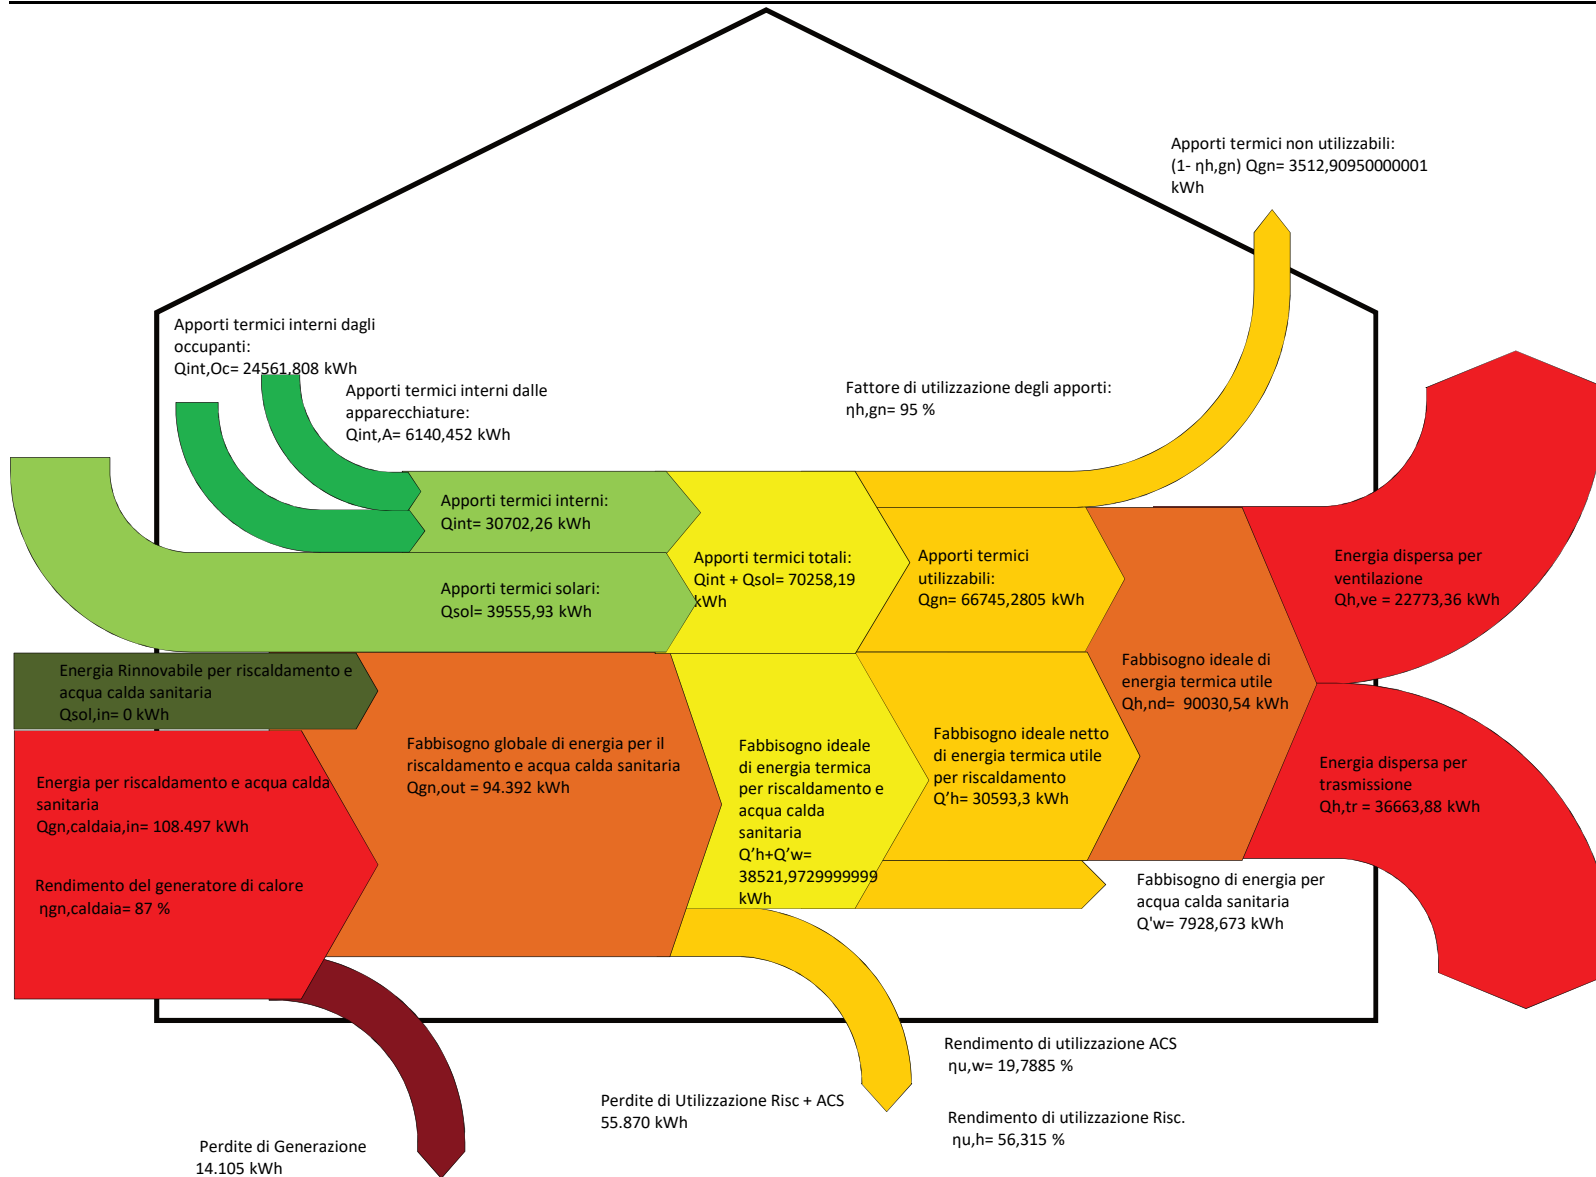 Apporti termici non utilizzabili:
(1- ηh,gn) Qgn= 3512,90950000001
kWh
Apporti termici interni dagli
occupanti:
Qint,Oc= 24561,808 kWh
Apporti termici interni dalle
apparecchiature:
Qint,A= 6140,452 kWh
Fattore di utilizzazione degli apporti:
ηh,gn= 95 %
Apporti termici interni:
Qint= 30702,26 kWh
Apporti termici solari:
Qsol= 39555,93 kWh
Apporti termici totali:
Qint + Qsol= 70258,19
kWh
Apporti termici
utilizzabili:
Qgn= 66745,2805 kWh
Energia dispersa per
ventilazione
Qh,ve = 22773,36 kWh
Energia Rinnovabile per riscaldamento e
acqua calda sanitaria
Qsol,in= 0 kWh
Fabbisogno ideale di
energia termica utile
Qh,nd=  90030,54 kWh
Fabbisogno globale di energia per il
riscaldamento e acqua calda sanitaria
Qgn,out = 94.392 kWh
Fabbisogno ideale
di energia termica
per riscaldamento e
acqua calda
sanitaria
Q’h+Q’w=
38521,9729999999
kWh
Fabbisogno ideale netto
di energia termica utile
per riscaldamento
Q’h= 30593,3 kWh
Energia dispersa per
trasmissione
Qh,tr = 36663,88 kWh
Energia per riscaldamento e acqua calda
sanitaria
Qgn,caldaia,in= 108.497 kWh
Rendimento del generatore di calore
ηgn,caldaia= 87 %
Fabbisogno di energia per
acqua calda sanitaria
Q'w= 7928,673 kWh
Rendimento di utilizzazione ACS
ηu,w= 19,7885 %
Perdite di Utilizzazione Risc + ACS
55.870 kWh
Rendimento di utilizzazione Risc.
ηu,h= 56,315 %
Perdite di Generazione
14.105 kWh